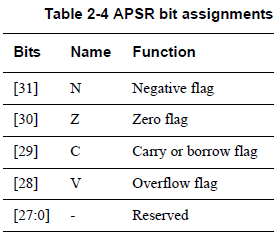 Table 2-4 APSR bit assignments
Bits Name Function
[31] N Negative flag
[30] Z Zero flag
[29] C Carry or borrow flag
[28] V Overflow flag
[27:0] - Reserved